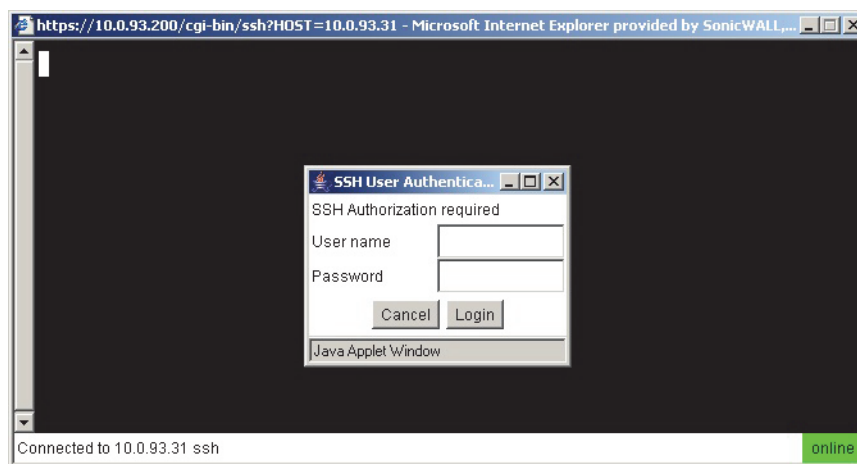 https://10.0.93.200/cgi-bin/ssh?HOST=10.0.93.31 - Microsoft Internet Explorer provided by SonicWALL,...
SSH User Authentica...
SSH Authorization required
User name
Password
Cancel Login
Java Applet Window
Connected to 10.0.93.31 ssh online